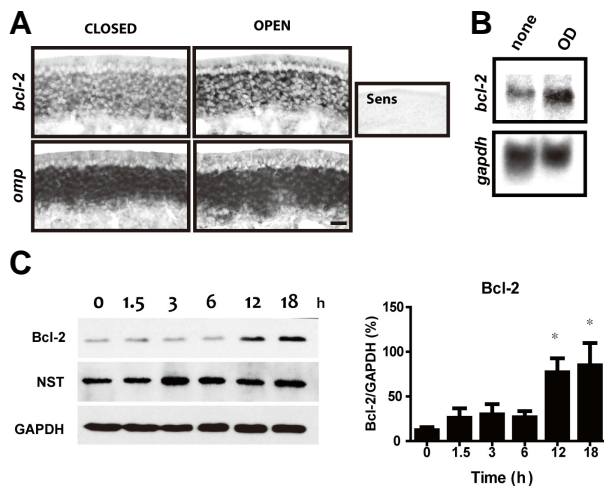 A
CLOSED
OPEN
bcl-2
Sens
omp
B
none
OD
bcl-2
gapdh
C
0 1.5 3 6 12 18 h
Bcl-2
NST
GAPDH
Bcl-2
Bcl-2/GAPDH (%)
150
100
50
0
* *
0 1.5 3 6 12 18
Time (h)